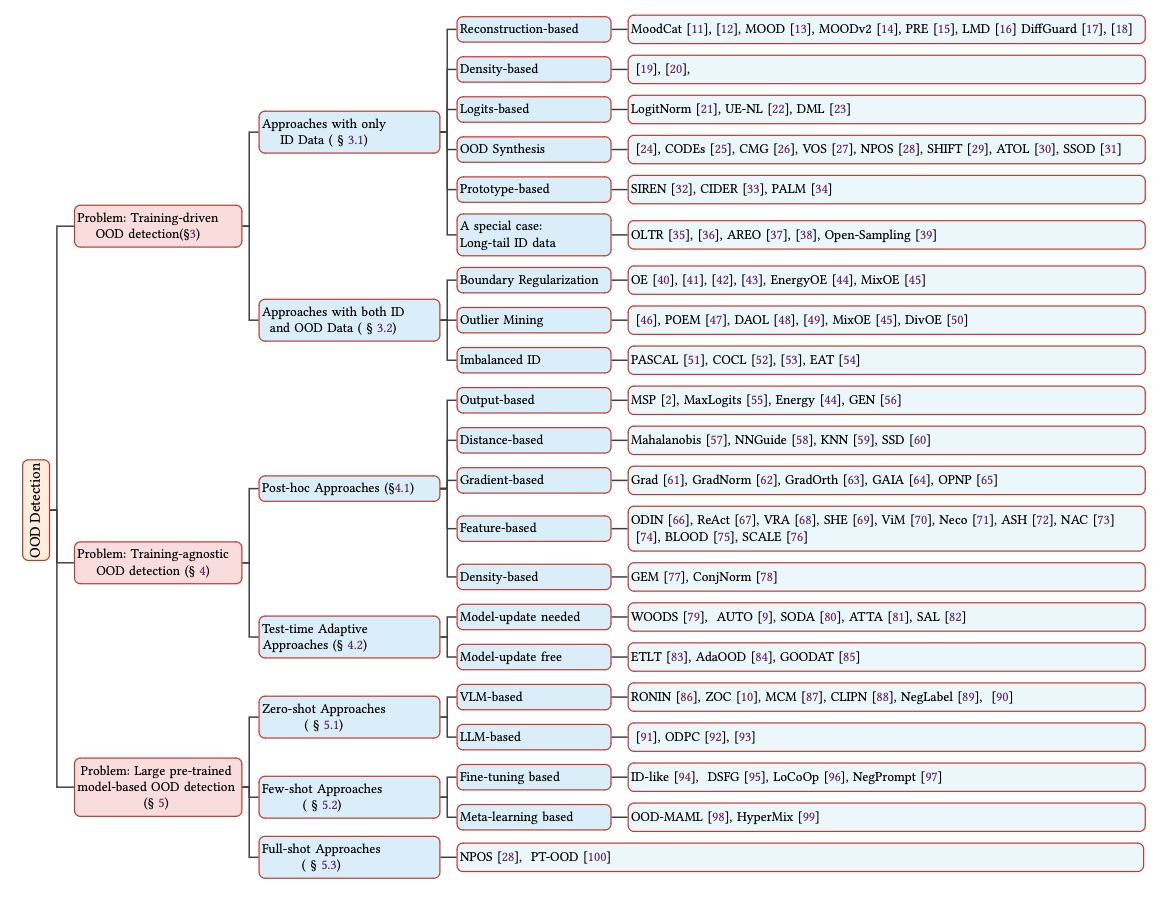 OOD Detection
Problem: Training-driven
OOD detection(§3)
Approaches with only
ID Data ( § 3.1)
Reconstruction-based
MoodCat [11], [12], MOOD [13], MOODv2 [14], PRE [15], LMD [16] DiffGuard [17], [18]
Density-based
[19], [20],
Logits-based
LogitNorm [21], UE-NL [22], DML [23]
OOD Synthesis
[24], CODEs [25], CMG [26], VOS [27], NPOS [28], SHIFT [29], ATOL [30], SSOD [31]
Prototype-based
SIREN [32], CIDER [33], PALM [34]
A special case:
Long-tail ID data
OLTR [35], [36], AREO [37], [38], Open-Sampling [39]
Approaches with both ID
and OOD Data ( § 3.2)
Boundary Regularization
OE [40], [41], [42], [43], EnergyOE [44], MixOE [45]
Outlier Mining
[46], POEM [47], DAOL [48], [49], MixOE [45], DivOE [50]
Imbalanced ID
PASCAL [51], COCL [52], [53], EAT [54]
Problem: Training-agnostic
OOD detection (§ 4)
Post-hoc Approaches (§4.1)
Output-based
MSP [2], MaxLogits [55], Energy [44], GEN [56]
Distance-based
Mahalanobis [57], NNGuide [58], KNN [59], SSD [60]
Gradient-based
Grad [61], GradNorm [62], GradOrth [63], GAIA [64], OPNP [65]
Feature-based
ODIN [66], ReAct [67], VRA [68], SHE [69], ViM [70], Neco [71], ASH [72], NAC [73]
[74], BLOOD [75], SCALE [76]
Density-based
GEM [77], ConjNorm [78]
Test-time Adaptive
Approaches (§ 4.2)
Model-update needed
WOODS [79], AUTO [9], SODA [80], ATTA [81], SAL [82]
Model-update free
ETLT [83], AdaOOD [84], GOODAT [85]
Problem: Large pre-trained
model-based OOD detection
(§ 5)
Zero-shot Approaches
( § 5.1)
VLM-based
RONIN [86], ZOC [10], MCM [87], CLIPN [88], NegLabel [89], [90]
LLM-based
[91], ODPC [92], [93]
Few-shot Approaches
( § 5.2)
Fine-tuning based
ID-like [94], DSFG [95], LoCoOp [96], NegPrompt [97]
Meta-learning based
OOD-MAML [98], HyperMix [99]
Full-shot Approaches
( § 5.3)
NPOS [28], PT-OOD [100]